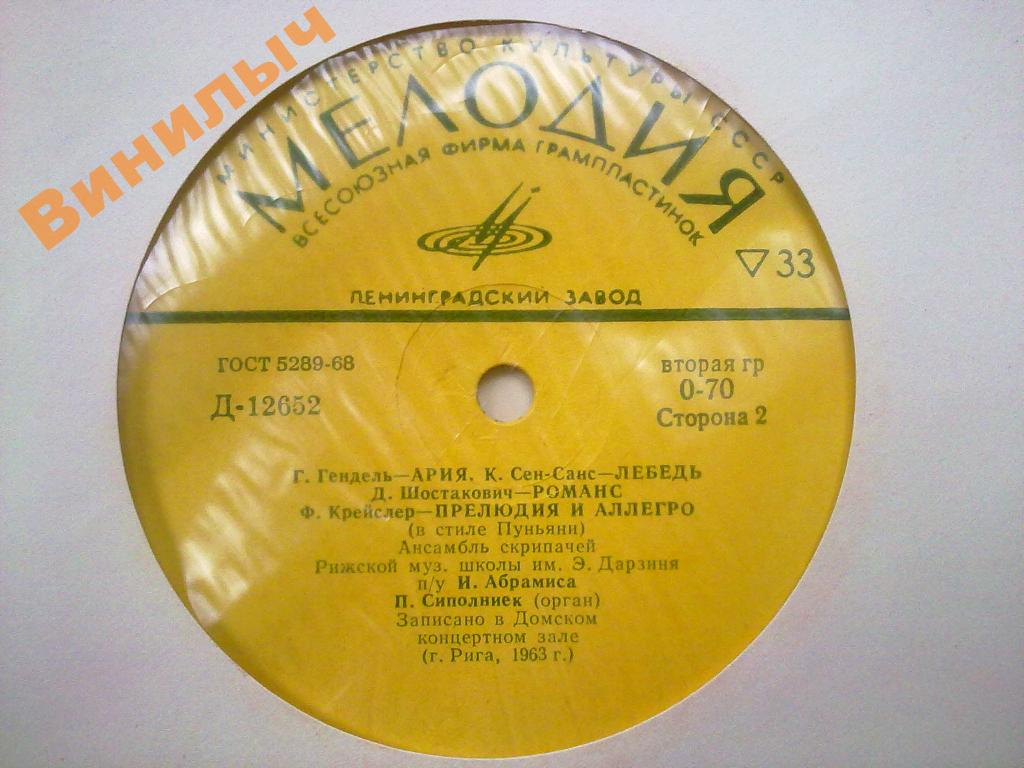 Винилыч
МИНИСТЕРСТВО КУЛЬТУРЫ СССР
МЕЛОДИЯ
ВСЕСОЮЗНАЯ ФИРМА ГРАМПЛАСТИНОК
▽ 33
ЛЕНИНГРАДСКИЙ ЗАВОД
ГОСТ 5289-68
вторая гр
Д-12652
0-70
Сторона 2
Г. Гендель—АРИЯ. К. Сен-Санс—ЛЕБЕДЬ
Д. Шостакович—РОМАНС
Ф. Крейслер—ПРЕЛЮДИЯ И АЛЛЕГРО
(в стиле Пуньяни)
Ансамбль скрипачей
Рижской муз. школы им. Э. Дарзиня
п/у И. Абрамиса
П. Сиполниек (орган)
Записано в Домском
концертном зале
(г. Рига, 1963 г.)